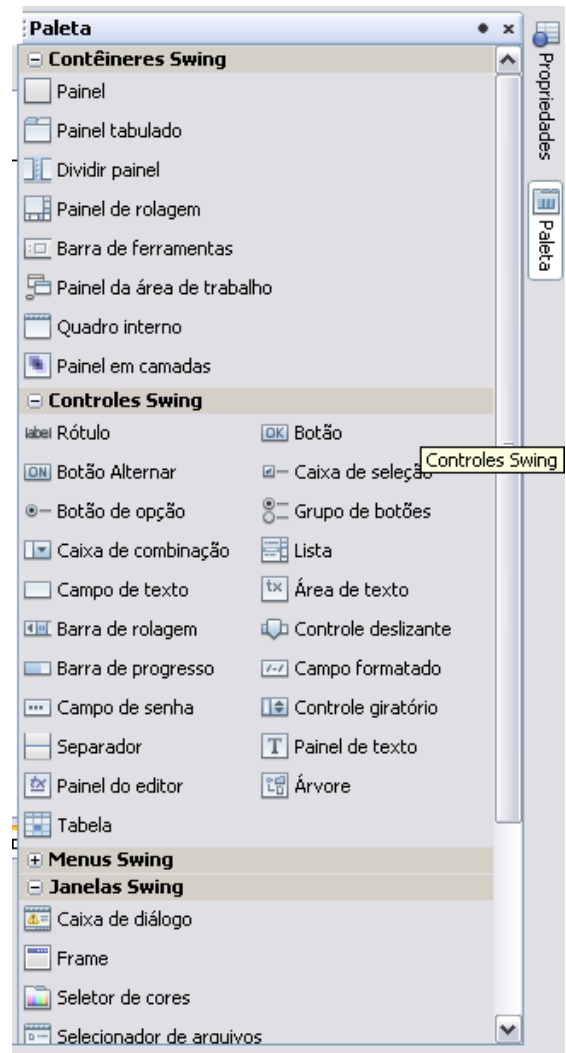 Paleta
Contêineres Swing
Painel
Painel tabulado
Dividir painel
Painel de rolagem
Barra de ferramentas
Painel da área de trabalho
Quadro interno
Painel em camadas
Controles Swing
label Rótulo
OK Botão
ON Botão Alternar
Caixa de seleção
Controles Swing
Botão de opção
Grupo de botões
Caixa de combinação
Lista
Campo de texto
tx Área de texto
Barra de rolagem
Controle deslizante
Barra de progresso
Campo formatado
Campo de senha
Controle giratório
Separador
T Painel de texto
Painel do editor
Árvore
Tabela
Menus Swing
Janelas Swing
Caixa de diálogo
Frame
Seletor de cores
Selecionador de arquivos
Propriedades
Paleta